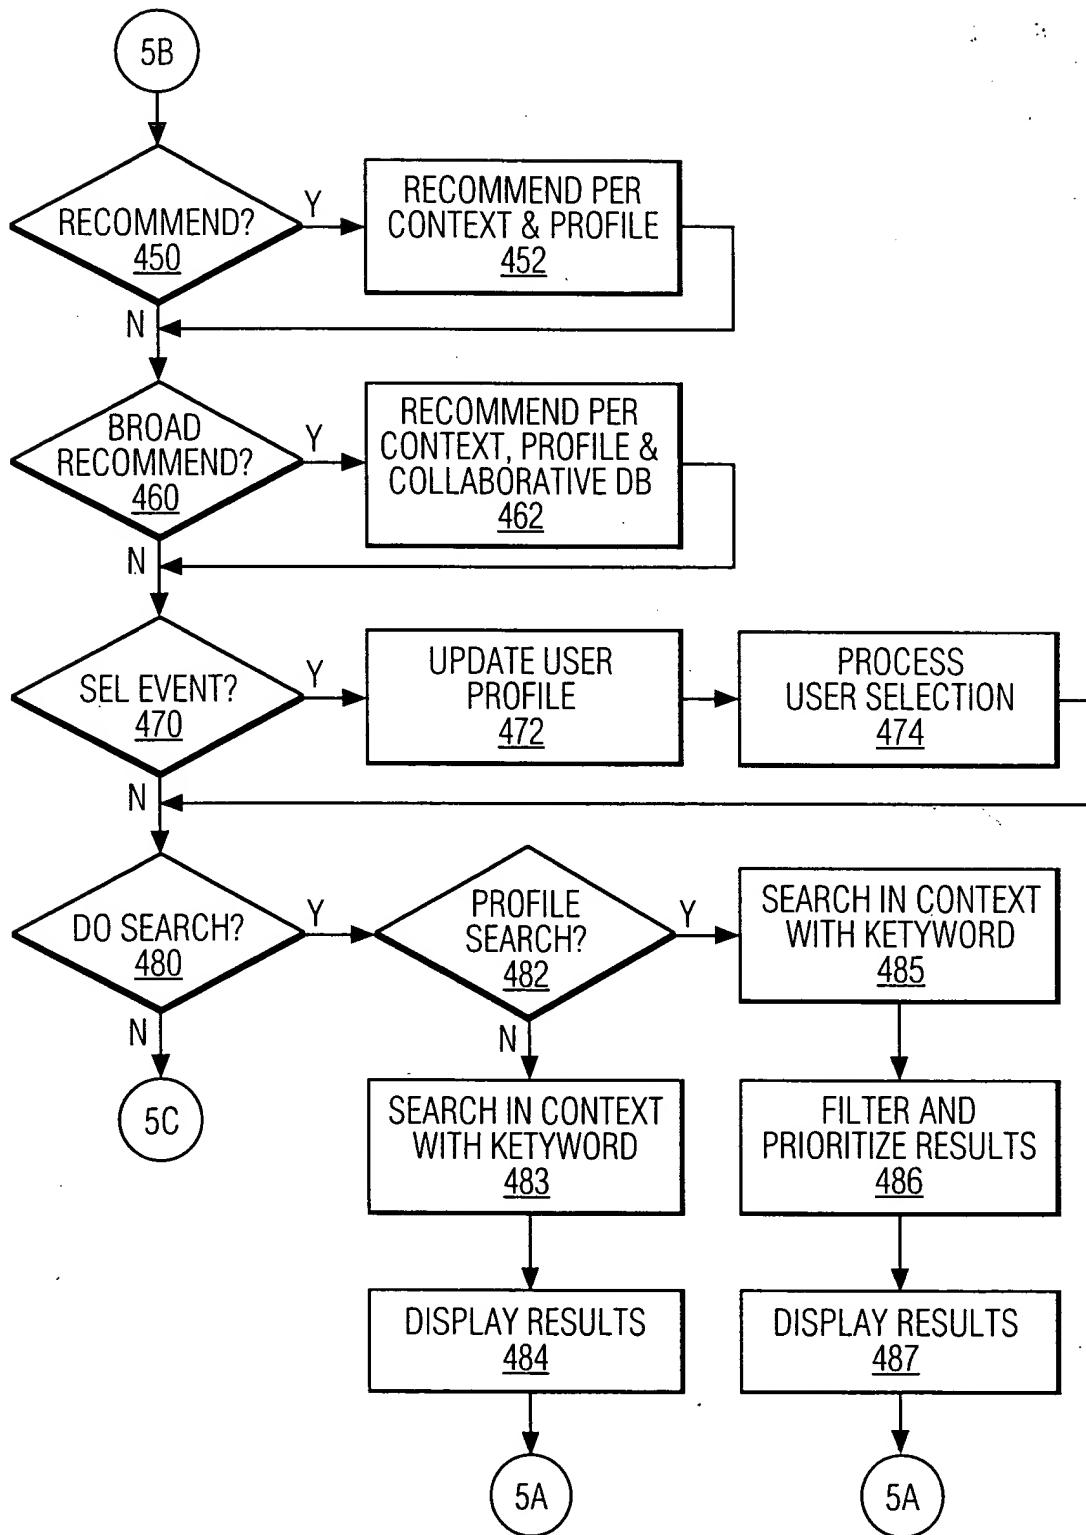 5B
RECOMMEND?
450
Y
RECOMMEND PER
CONTEXT & PROFILE
452
N
BROAD
RECOMMEND?
460
Y
RECOMMEND PER
CONTEXT, PROFILE &
COLLABORATIVE DB
462
N
SEL EVENT?
470
Y
UPDATE USER
PROFILE
472
PROCESS
USER SELECTION
474
N
DO SEARCH?
480
Y
PROFILE
SEARCH?
482
Y
SEARCH IN CONTEXT
WITH KETYWORD
485
N
5C
N
SEARCH IN CONTEXT
WITH KETYWORD
483
FILTER AND
PRIORITIZE RESULTS
486
DISPLAY RESULTS
484
DISPLAY RESULTS
487
5A
5A